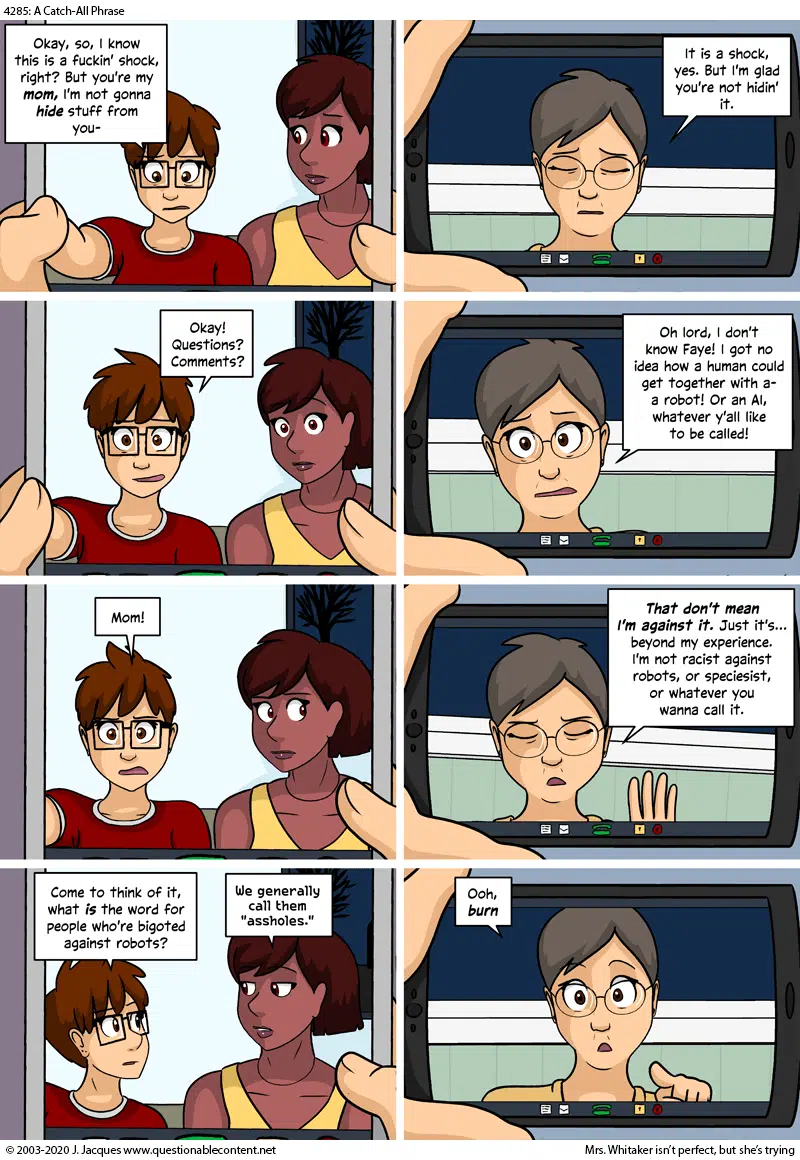 4285: A Catch-All Phrase
Okay, so, I know
this is a fuckin' shock,
right? But you're my
mom, I'm not gonna
hide stuff from
you-
It is a shock,
yes. But I'm glad
you're not hidin'
it.
Okay!
Questions?
Comments?
Oh lord, I don't
know Faye! I got no
idea how a human could
get together with a-
a robot! Or an AI,
whatever y'all like
to be called!
Mom!
That don't mean
I'm against it. Just it's...
beyond my experience.
I'm not racist against
robots, or speciesist,
or whatever you
wanna call it.
Come to think of it,
what is the word for
people who're bigoted
against robots?
We generally
call them
"assholes."
Ooh,
burn
© 2003-2020 J. Jacques www.questionablecontent.net
Mrs. Whitaker isn't perfect, but she's trying